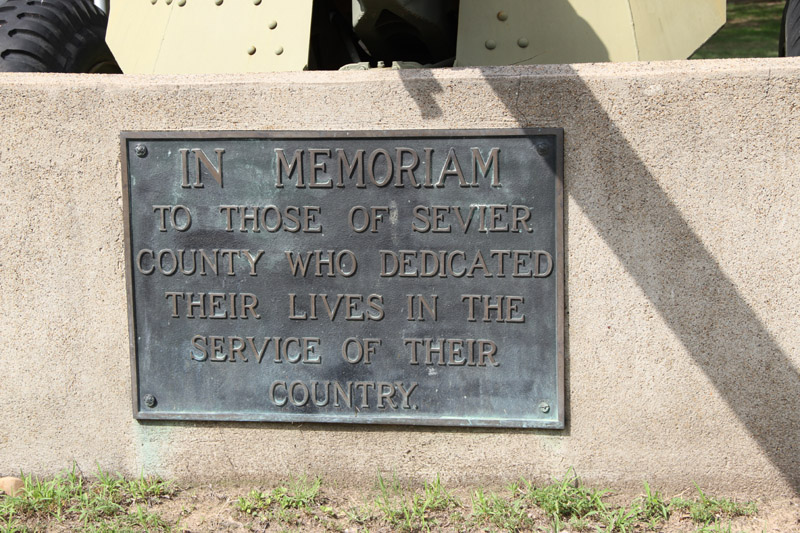 IN MEMORIAM
TO THOSE OF SEVIER
COUNTY WHO DEDICATED
THEIR LIVES IN THE
SERVICE OF THEIR
COUNTRY.